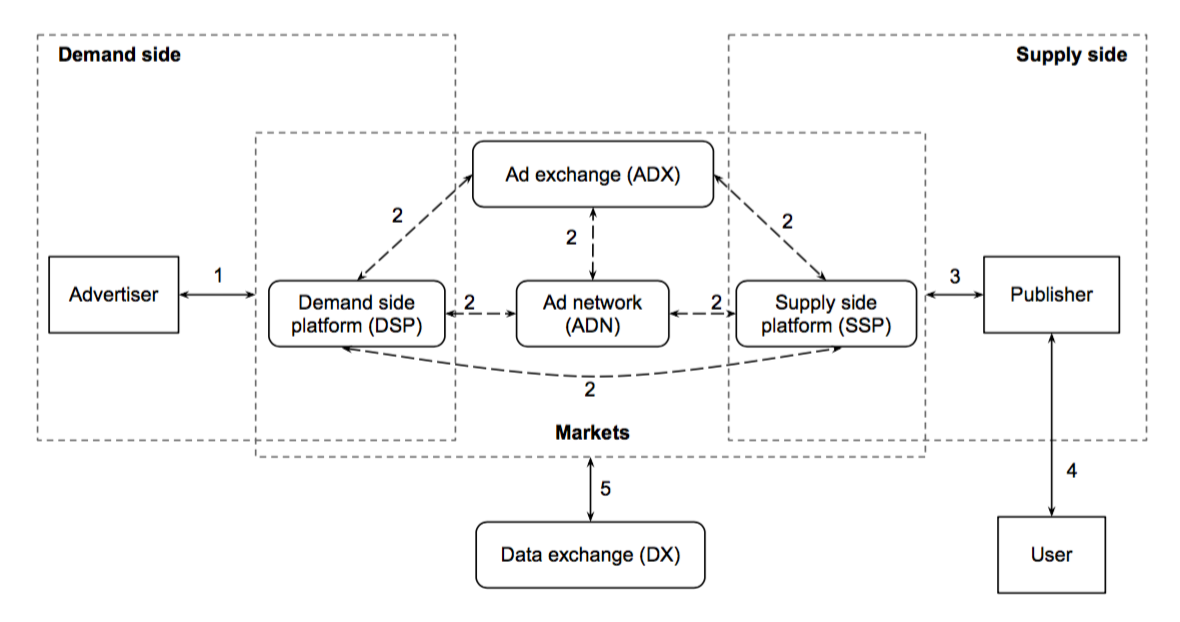 Demand side
Supply side
Ad exchange (ADX)
2
2
2
Advertiser
1
Demand side
platform (DSP)
2
Ad network
(ADN)
2
Supply side
platform (SSP)
3
Publisher
2
Markets
5
4
Data exchange (DX)
User